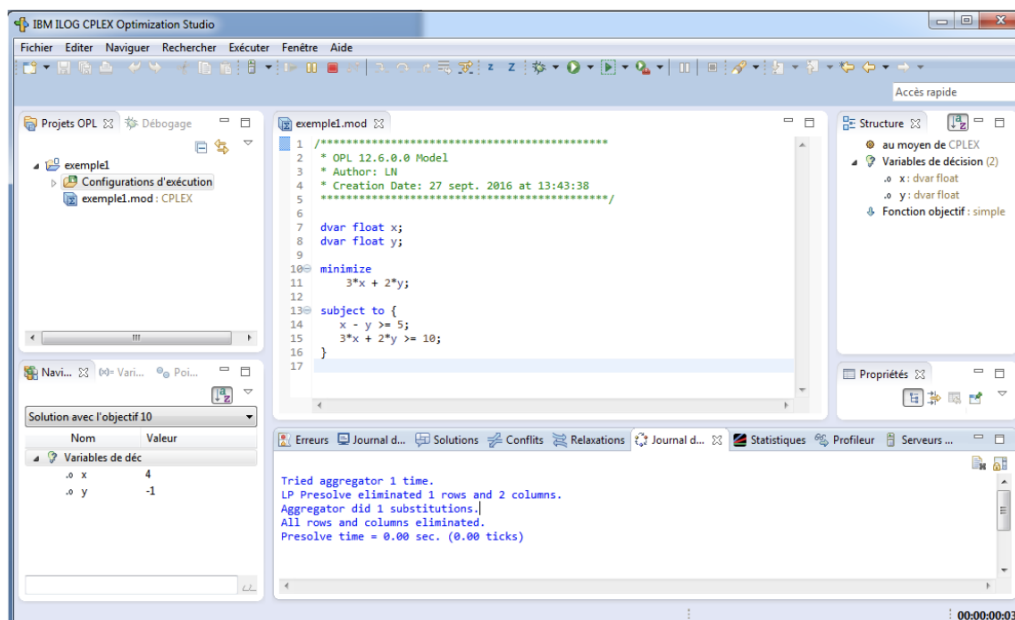 IBM ILOG CPLEX Optimization Studio
Fichier Editer Naviguer Rechercher Exécuter Fenêtre Aide
Accès rapide
Projets OPL Débogage
exemple1
Configurations d'exécution
exemple1.mod : CPLEX
exemple1.mod
1 /*********************************************
2 * OPL 12.6.0.0 Model
3 * Author: LN
4 * Creation Date: 27 sept. 2016 at 13:43:38
5 *********************************************/
6
7 dvar float x;
8 dvar float y;
9
10 minimize
11 3*x + 2*y;
12
13 subject to {
14 x - y >= 5;
15 3*x + 2*y >= 10;
16 }
17
Structure
au moyen de CPLEX
Variables de décision (2)
x : dvar float
y : dvar float
Fonction objectif : simple
Navi... (x)= Vari... Poi...
Solution avec l'objectif 10
Nom Valeur
Variables de déc
x 4
y -1
Propriétés
Erreurs Journal d... Solutions Conflits Relaxations Journal d... Statistiques Profileur Serveurs ...
Tried aggregator 1 time.
LP Presolve eliminated 1 rows and 2 columns.
Aggregator did 1 substitutions.
All rows and columns eliminated.
Presolve time = 0.00 sec. (0.00 ticks)
00:00:00:03